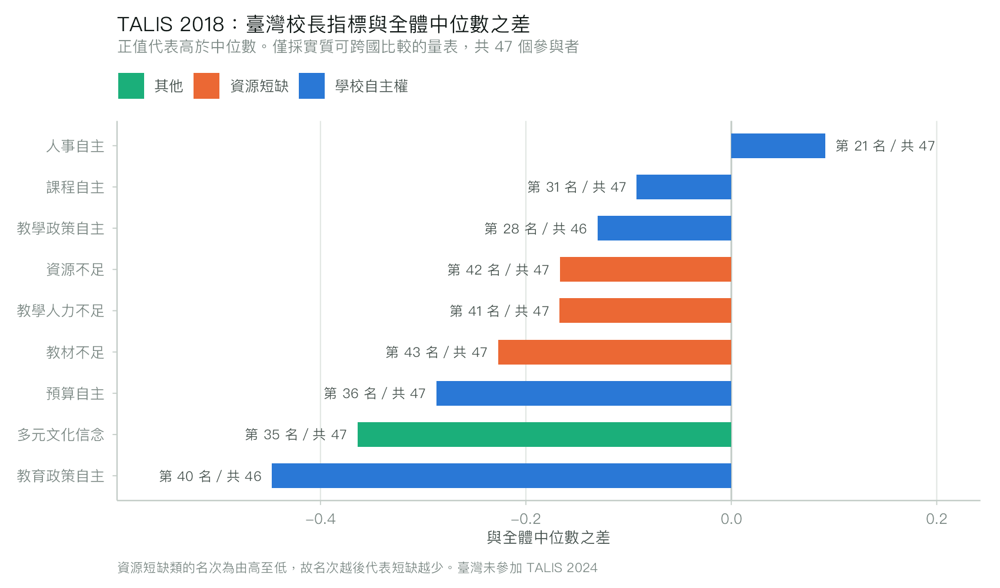 TALIS 2018：臺灣校長指標與全體中位數之差
正值代表高於中位數。僅採實質可跨國比較的量表，共 47 個參與者
其他 資源短缺 學校自主權
人事自主 第 21 名 / 共 47
課程自主 第 31 名 / 共 47
教學政策自主 第 28 名 / 共 46
資源不足 第 42 名 / 共 47
教學人力不足 第 41 名 / 共 47
教材不足 第 43 名 / 共 47
預算自主 第 36 名 / 共 47
多元文化信念 第 35 名 / 共 47
教育政策自主 第 40 名 / 共 46
−0.4 −0.2 0.0 0.2
與全體中位數之差
資源短缺類的名次為由高至低，故名次越後代表短缺越少。臺灣未參加 TALIS 2024